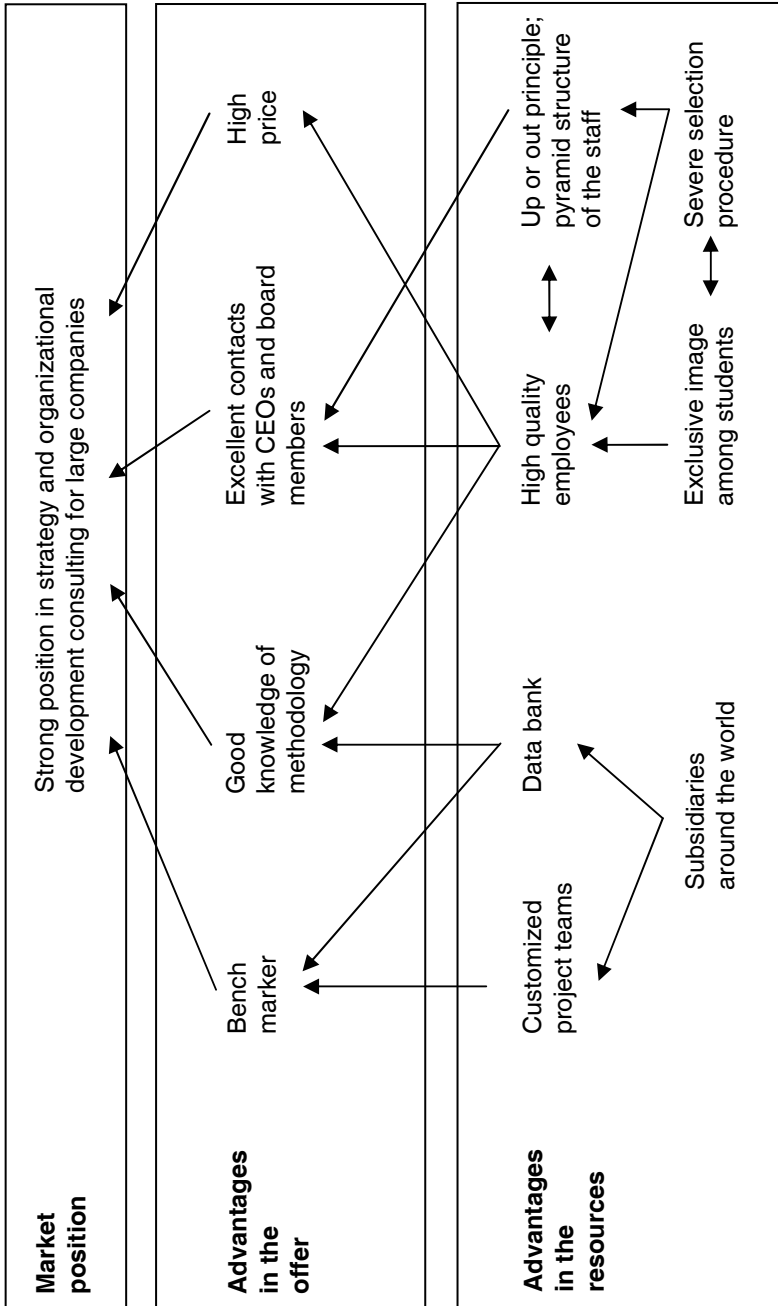 Market
position
Strong position in strategy and organizational
development consulting for large companies
Advantages
in the
offer
Bench
marker
Good
knowledge of
methodology
Excellent contacts
with CEOs and board
members
High
price
Advantages
in the
resources
Customized
project teams
Data bank
High quality
employees
Up or out principle;
pyramid structure
of the staff
Subsidiaries
around the world
Exclusive image
among students
Severe selection
procedure